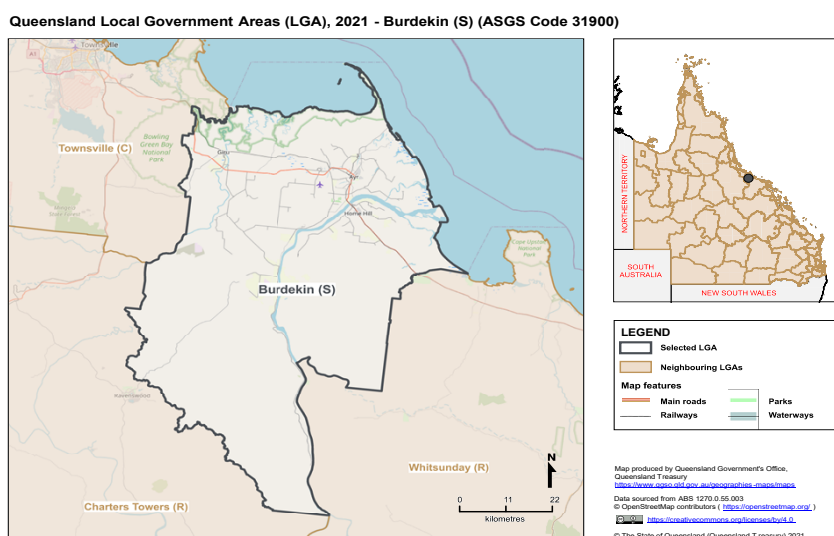 Queensland Local Government Areas (LGA), 2021 - Burdekin (S) (ASGS Code 31900)
Townsville
A1
Townsville (C)
Bowling
Green Bay
National
Park
Giru
Ayr
Home Hill
Cape Upstart
National
Park
Burdekin (S)
Ravenswood
Whitsunday (R)
Charters Towers (R)
N
0 11 22
kilometres
NORTHERN TERRITORY
SOUTH
AUSTRALIA
NEW SOUTH WALES
LEGEND
Selected LGA
Neighbouring LGAs
Map features
Main roads
Parks
Railways
Waterways
Map produced by Queensland Government's Office,
Queensland Treasury
https://www.qgso.qld.gov.au/geographies-maps/maps
Data sourced from ABS 1270.0.55.003
© OpenStreetMap contributors ( https://openstreetmap.org/ )
https://creativecommons.org/licenses/by/4.0
© The State of Queensland (Queensland Treasury) 2021